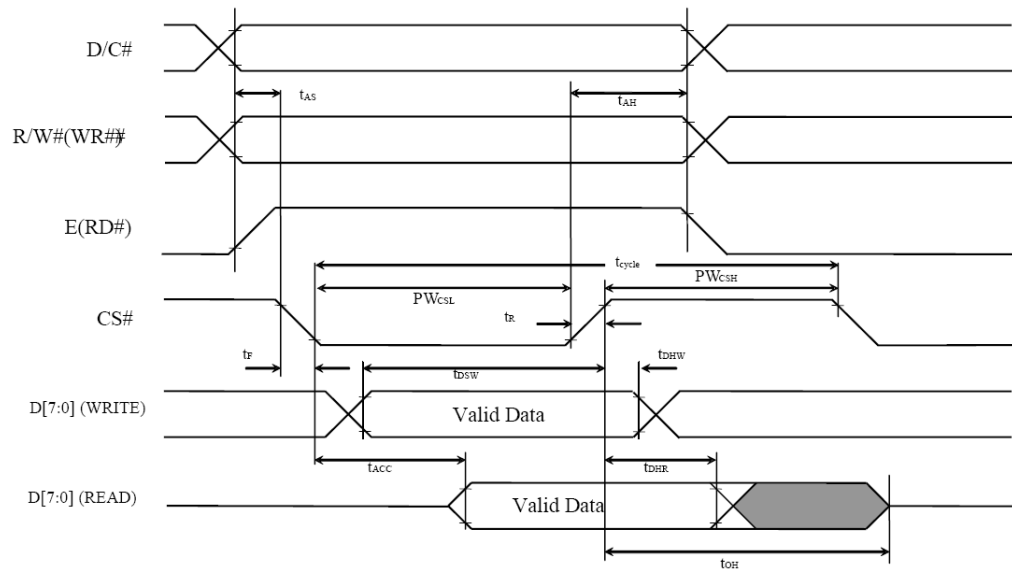 D/C#
tAS
tAH
R/W#(WR##)
E(RD#)
tcycle
PWCSL
PWCSH
CS#
tR
tF
tDSW
tDHW
D[7:0] (WRITE)
Valid Data
tACC
tDHR
D[7:0] (READ)
Valid Data
tOH